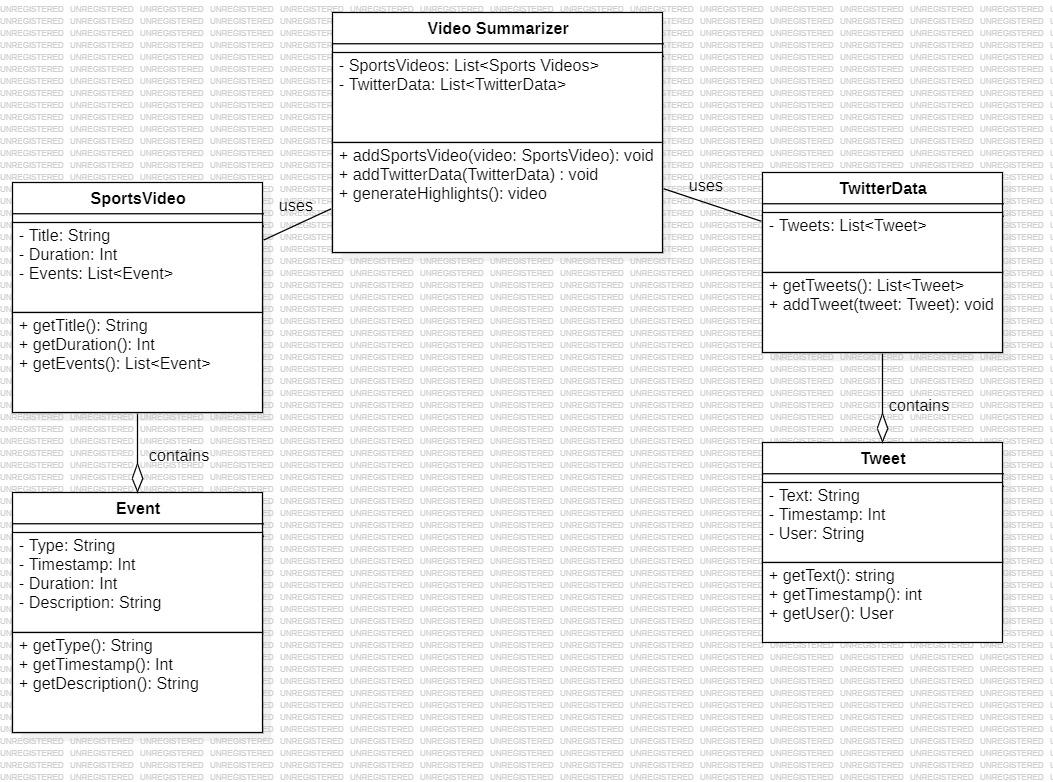 Video Summarizer
- SportsVideos: List<Sports Videos>
- TwitterData: List<TwitterData>
+ addSportsVideo(video: SportsVideo): void
+ addTwitterData(TwitterData) : void
+ generateHighlights(): video
uses
uses
SportsVideo
- Title: String
- Duration: Int
- Events: List<Event>
+ getTitle(): String
+ getDuration(): Int
+ getEvents(): List<Event>
TwitterData
- Tweets: List<Tweet>
+ getTweets(): List<Tweet>
+ addTweet(tweet: Tweet): void
contains
contains
Event
- Type: String
- Timestamp: Int
- Duration: Int
- Description: String
+ getType(): String
+ getTimestamp(): Int
+ getDescription(): String
Tweet
- Text: String
- Timestamp: Int
- User: String
+ getText(): string
+ getTimestamp(): int
+ getUser(): User
UNREGISTERED